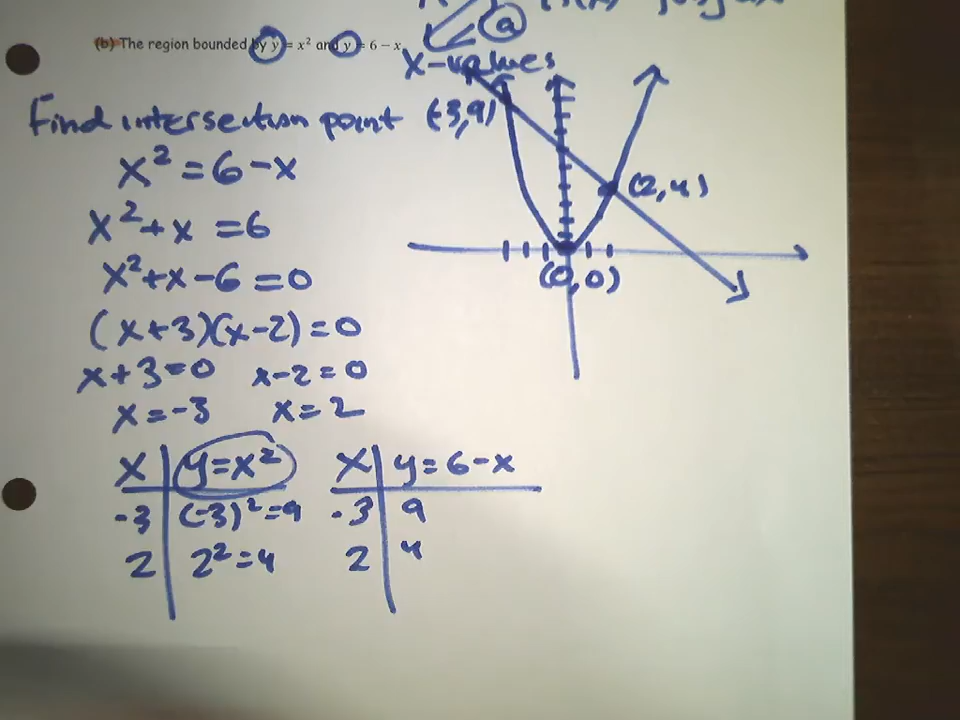 a
(b) The region bounded by y = x² and y = 6 – x
x-values
Find intersection point (-3,9)
x² = 6 - x
(2,4)
x² + x = 6
x² + x - 6 = 0
(0,0)
(x+3)(x-2) = 0
x+3=0 x-2=0
x=-3 x=2
x y=x² x y=6-x
-3 (-3)²=9 -3 9
2 2²=4 2 4